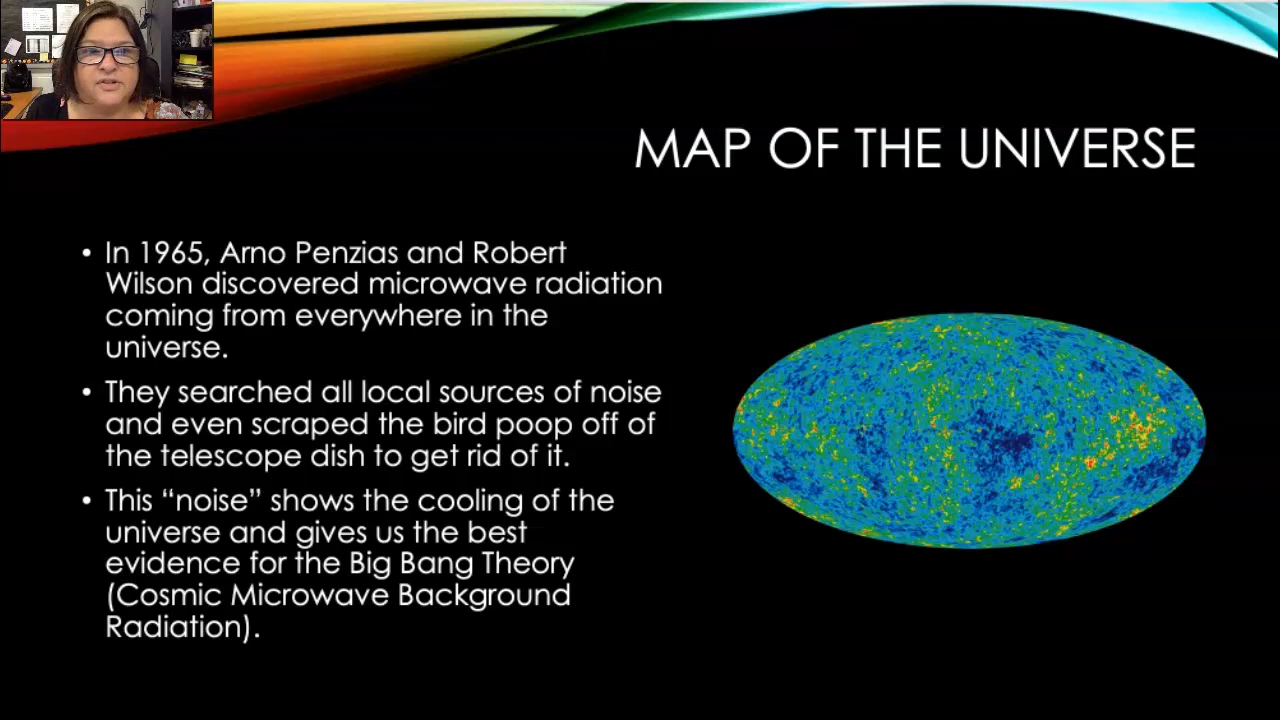 MAP OF THE UNIVERSE
• In 1965, Arno Penzias and Robert
Wilson discovered microwave radiation
coming from everywhere in the
universe.
• They searched all local sources of noise
and even scraped the bird poop off of
the telescope dish to get rid of it.
• This “noise” shows the cooling of the
universe and gives us the best
evidence for the Big Bang Theory
(Cosmic Microwave Background
Radiation).